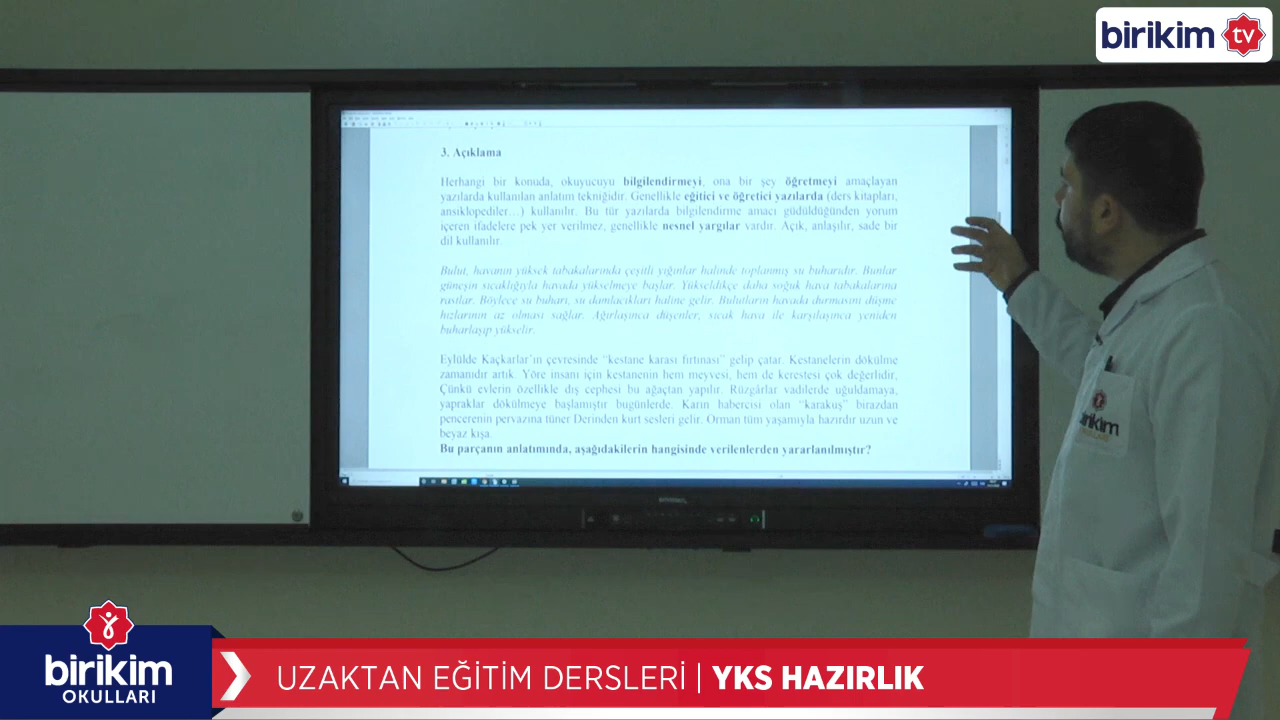 birikim tv
3. Açıklama
Herhangi bir konuda, okuyucuyu bilgilendirmeyi, ona bir şey öğretmeyi amaçlayan
yazılarda kullanılan anlatım tekniğidir. Genellikle eğitici ve öğretici yazılarda (ders kitapları,
ansiklopediler…) kullanılır. Bu tür yazılarda bilgilendirme amacı güdüldüğünden yorum
içeren ifadelere pek yer verilmez, genellikle nesnel yargılar vardır. Açık, anlaşılır, sade bir
dil kullanılır.
Bulut, havanın yüksek tabakalarında çeşitli yığınlar halinde toplanmış su buharıdır. Bunlar
güneşin sıcaklığıyla havada yükselmeye başlar. Yükseldikçe daha soğuk hava tabakalarına
rastlar. Böylece su buharı, su damlacıkları haline gelir. Bulutların havada durmasını düşme
hızlarının az olması sağlar. Ağırlaşınca düşenler, sıcak hava ile karşılaşınca yeniden
buharlaşıp yükselir.
Eylülde Kaçkarlar'ın çevresinde "kestane karası fırtınası" gelip çatar. Kestanelerin dökülme
zamanıdır artık. Yöre insanı için kestanenin hem meyvesi, hem de kerestesi çok değerlidir,
Çünkü evlerin özellikle dış cephesi bu ağaçtan yapılır. Rüzgârlar vadilerde uğuldamaya,
yapraklar dökülmeye başlamıştır bugünlerde. Karın habercisi olan "karakuş" birazdan
pencerenin pervazına tüner Derinden kurt sesleri gelir. Orman tüm yaşamıyla hazırdır uzun ve
beyaz kışa.
Bu parçanın anlatımında, aşağıdakilerin hangisinde verilenlerden yararlanılmıştır?
birikim
OKULLARI
birikim
OKULLARI
UZAKTAN EĞİTİM DERSLERİ | YKS HAZIRLIK